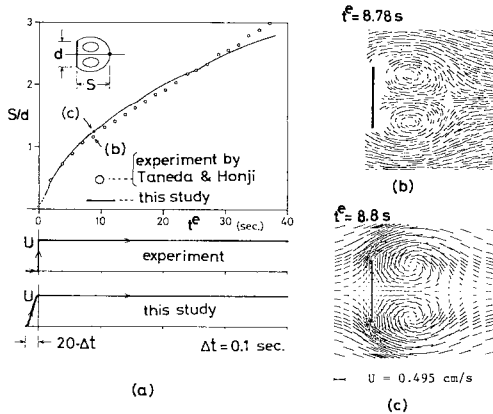 3
2
S/d
1
0
0
10
20
30
40
d
S
(c)
(b)
experiment by
Taneda & Honji
this study
t^e
(sec.)
U
experiment
U
this study
20·Δt
Δt = 0.1 sec.
(a)
t^e = 8.78 s
(b)
t^e = 8.8 s
U = 0.495 cm/s
(c)